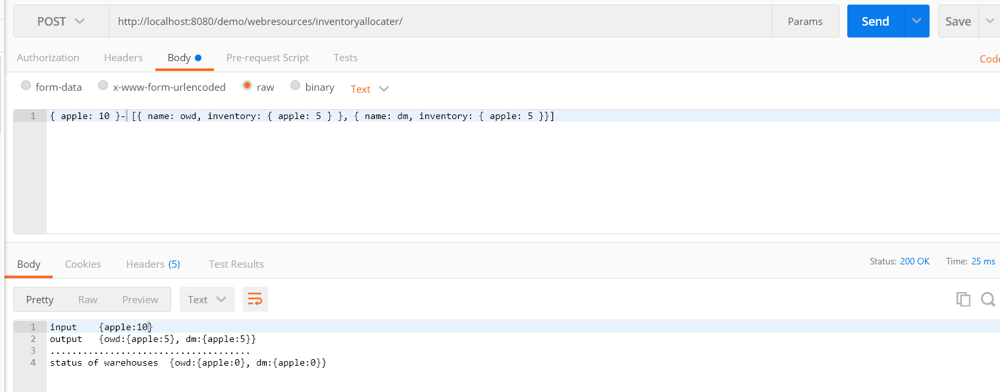 POST http://localhost:8080/demo/webresources/inventoryallocater/ Params Send Save
Authorization Headers Body Pre-request Script Tests Code
form-data x-www-form-urlencoded raw binary Text
1 { apple: 10 }- [{ name: owd, inventory: { apple: 5 } }, { name: dm, inventory: { apple: 5 }}]
Body Cookies Headers (5) Test Results Status: 200 OK Time: 25 ms
Pretty Raw Preview Text
1 input {apple:10}
2 output {owd:{apple:5}, dm:{apple:5}}
3 .....................................
4 status of warehouses {owd:{apple:0}, dm:{apple:0}}